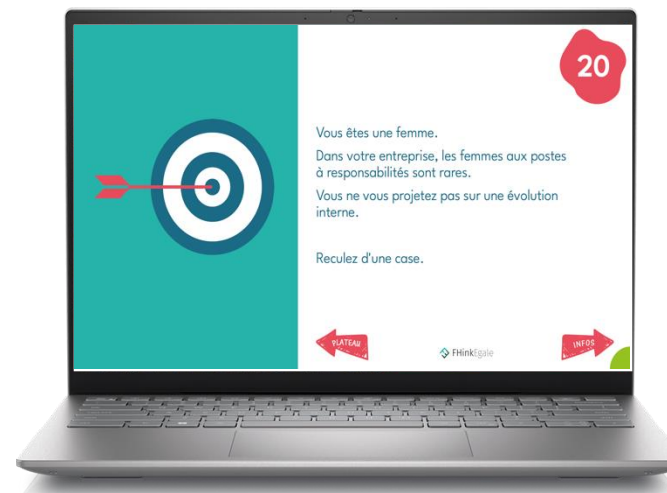 20
Vous êtes une femme.
Dans votre entreprise, les femmes aux postes
à responsabilités sont rares.
Vous ne vous projetez pas sur une évolution
interne.
Reculez d'une case.
PLATEAU
FHinkEgale
INFOS